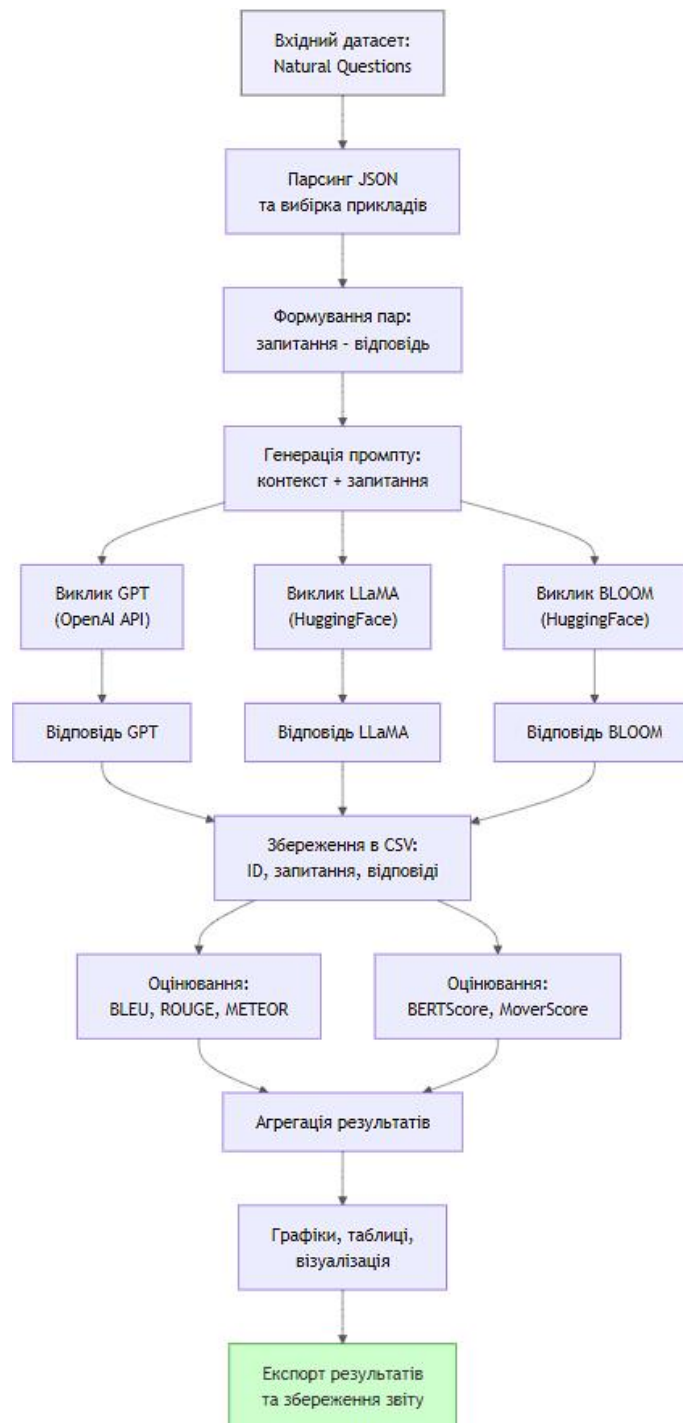 Вхідний датасет:
Natural Questions
Парсинг JSON
та вибірка прикладів
Формування пар:
запитання - відповідь
Генерація промпту:
контекст + запитання
Виклик GPT
(OpenAI API)
Виклик LLaMA
(HuggingFace)
Виклик BLOOM
(HuggingFace)
Відповідь GPT
Відповідь LLaMA
Відповідь BLOOM
Збереження в CSV:
ID, запитання, відповіді
Оцінювання:
BLEU, ROUGE, METEOR
Оцінювання:
BERTScore, MoverScore
Агрегація результатів
Графіки, таблиці,
візуалізація
Експорт результатів
та збереження звіту